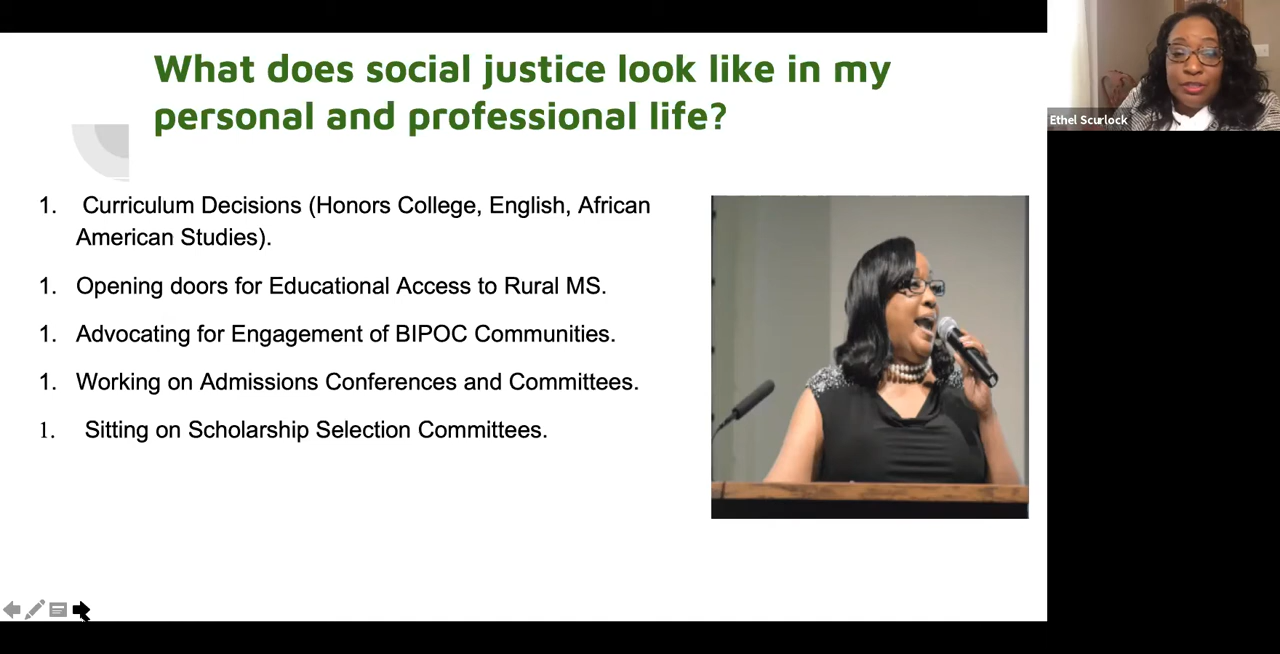 What does social justice look like in my
personal and professional life?
1. Curriculum Decisions (Honors College, English, African
American Studies).
1. Opening doors for Educational Access to Rural MS.
1. Advocating for Engagement of BIPOC Communities.
1. Working on Admissions Conferences and Committees.
1. Sitting on Scholarship Selection Committees.
Ethel Scurlock